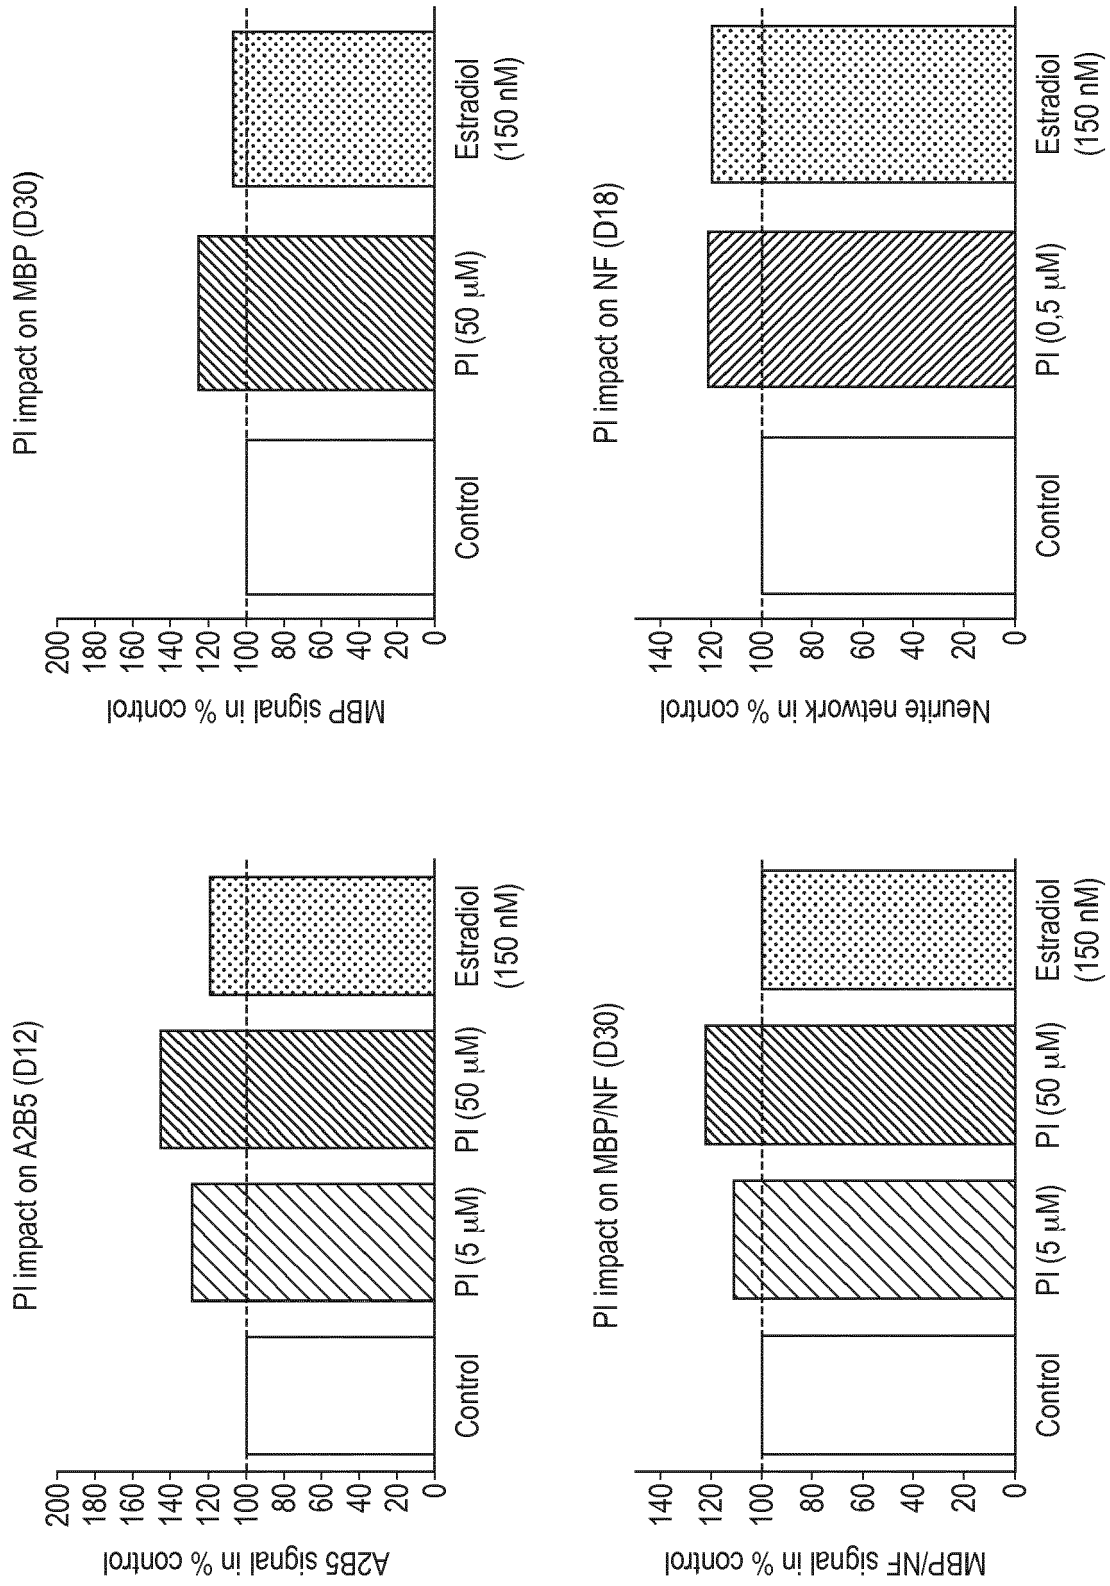 PI impact on A2B5 (D12)
A2B5 signal in % control
200
180
160
140
120
100
80
60
40
20
0
Control
PI (5 µM)
PI (50 µM)
Estradiol
(150 nM)
PI impact on MBP (D30)
MBP signal in % control
200
180
160
140
120
100
80
60
40
20
0
Control
PI (50 µM)
Estradiol
(150 nM)
PI impact on MBP/NF (D30)
MBP/NF signal in % control
140
120
100
80
60
40
20
0
Control
PI (5 µM)
PI (50 µM)
Estradiol
(150 nM)
PI impact on NF (D18)
Neurite network in % control
140
120
100
80
60
40
20
0
Control
PI (0,5 µM)
Estradiol
(150 nM)